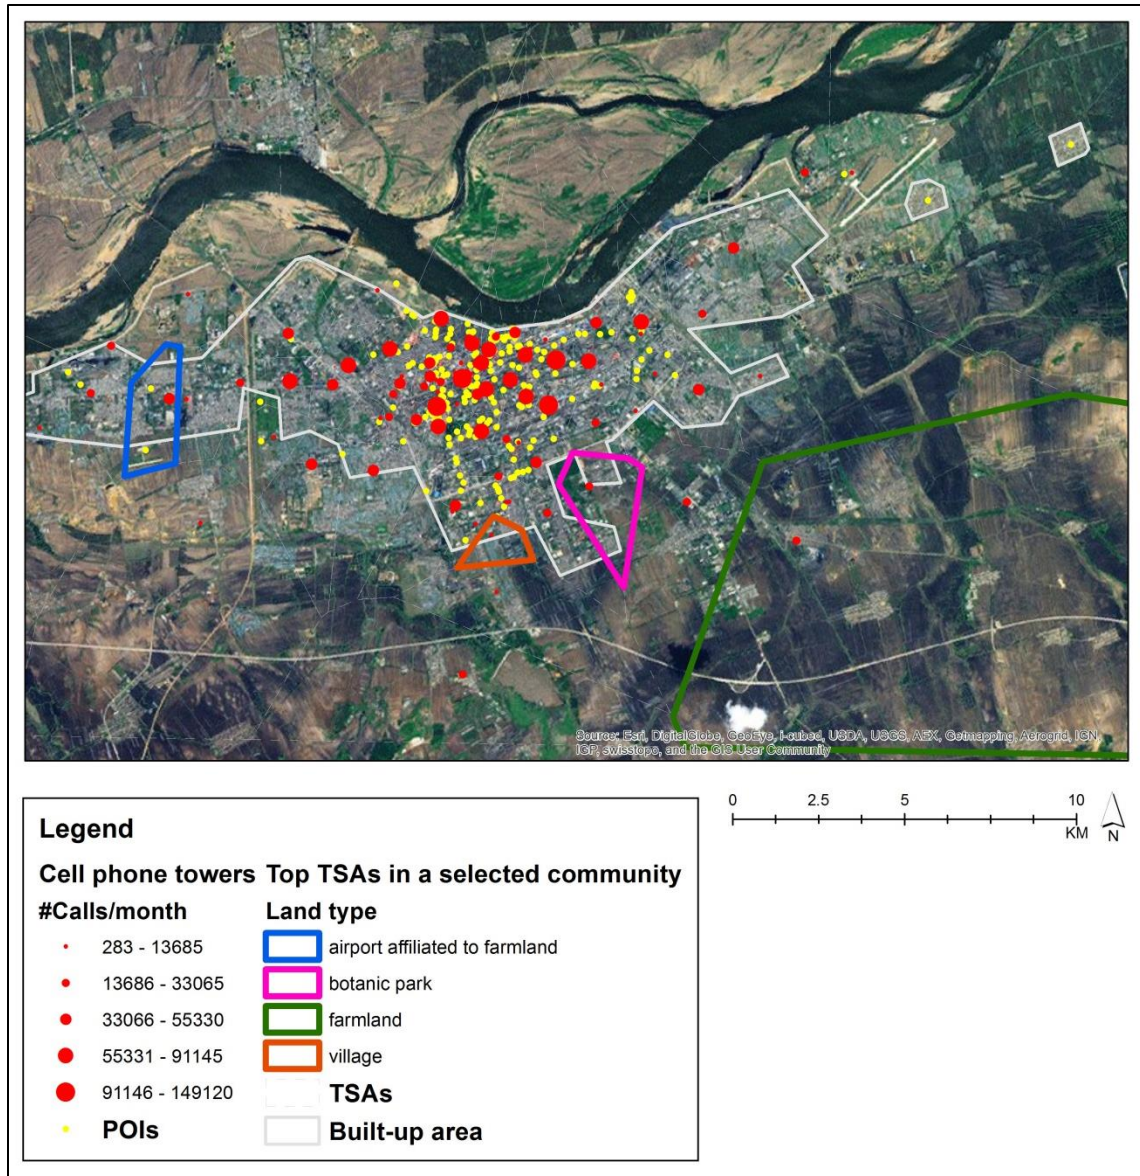 Source: Esri, DigitalGlobe, GeoEye, i-cubed, USDA, USGS, AEX, Getmapping, Aerogrid, IGN
IGP, swisstopo, and the GIS User Community
0 2.5 5 10
KM
N
Legend
Cell phone towers Top TSAs in a selected community
#Calls/month Land type
283 - 13685 airport affiliated to farmland
13686 - 33065 botanic park
33066 - 55330 farmland
55331 - 91145 village
91146 - 149120 TSAs
POIs Built-up area